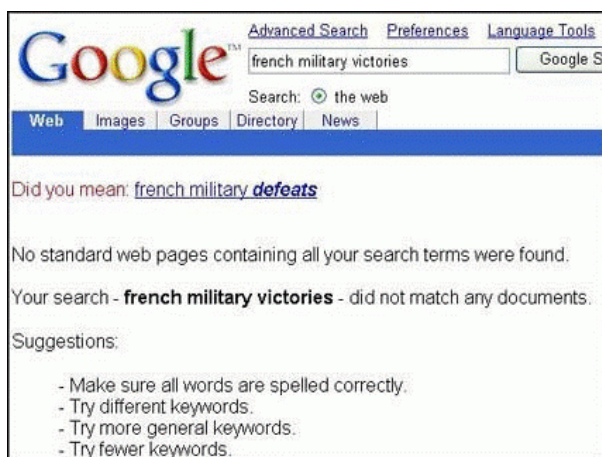 Google™
Advanced Search Preferences Language Tools
french military victories Google S
Search: the web
Web Images Groups Directory News
Did you mean: french military defeats
No standard web pages containing all your search terms were found.
Your search - french military victories - did not match any documents.
Suggestions:
- Make sure all words are spelled correctly.
- Try different keywords.
- Try more general keywords.
- Try fewer keywords.